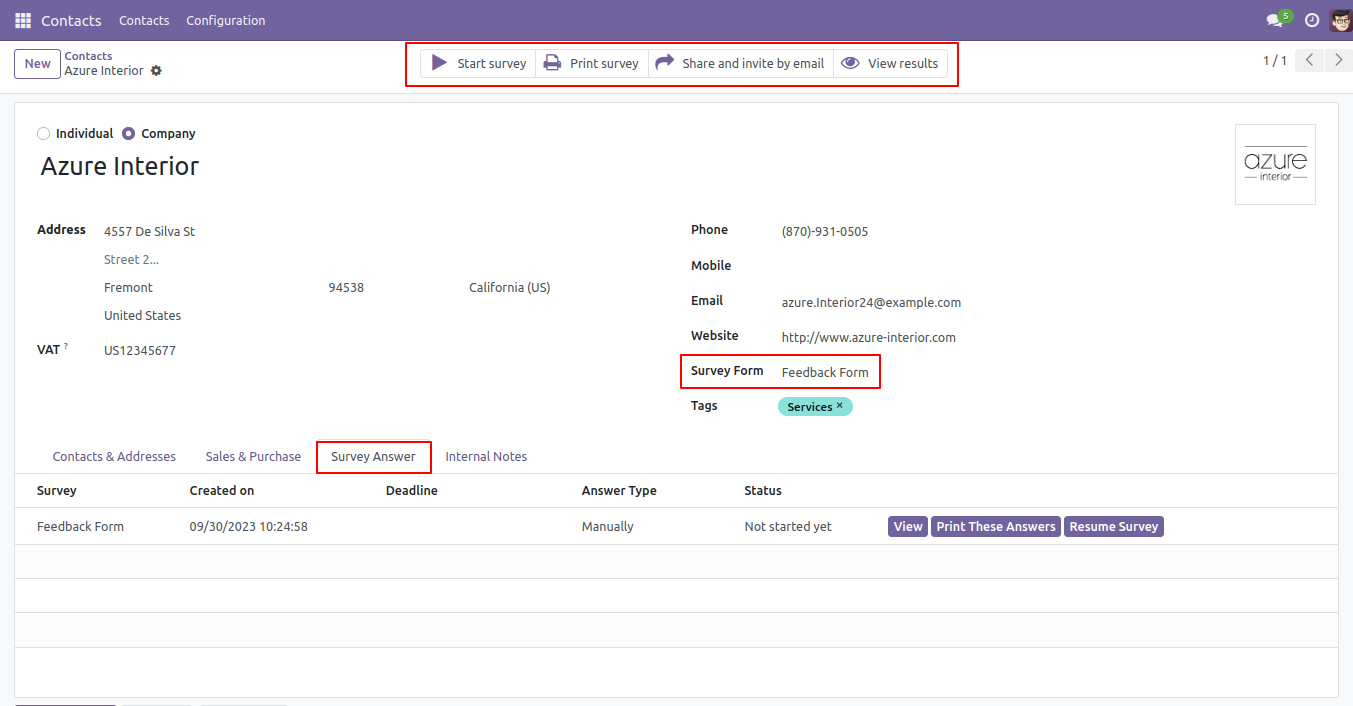 Contacts Contacts Configuration 5
New Contacts
Azure Interior
Start survey Print survey Share and invite by email View results
1 / 1
Individual Company
Azure Interior
azure
interior
Address 4557 De Silva St
Street 2...
Fremont 94538 California (US)
United States
VAT ? US12345677
Phone (870)-931-0505
Mobile
Email azure.Interior24@example.com
Website http://www.azure-interior.com
Survey Form Feedback Form
Tags Services ×
Contacts & Addresses Sales & Purchase Survey Answer Internal Notes
Survey Created on Deadline Answer Type Status
Feedback Form 09/30/2023 10:24:58 Manually Not started yet View Print These Answers Resume Survey